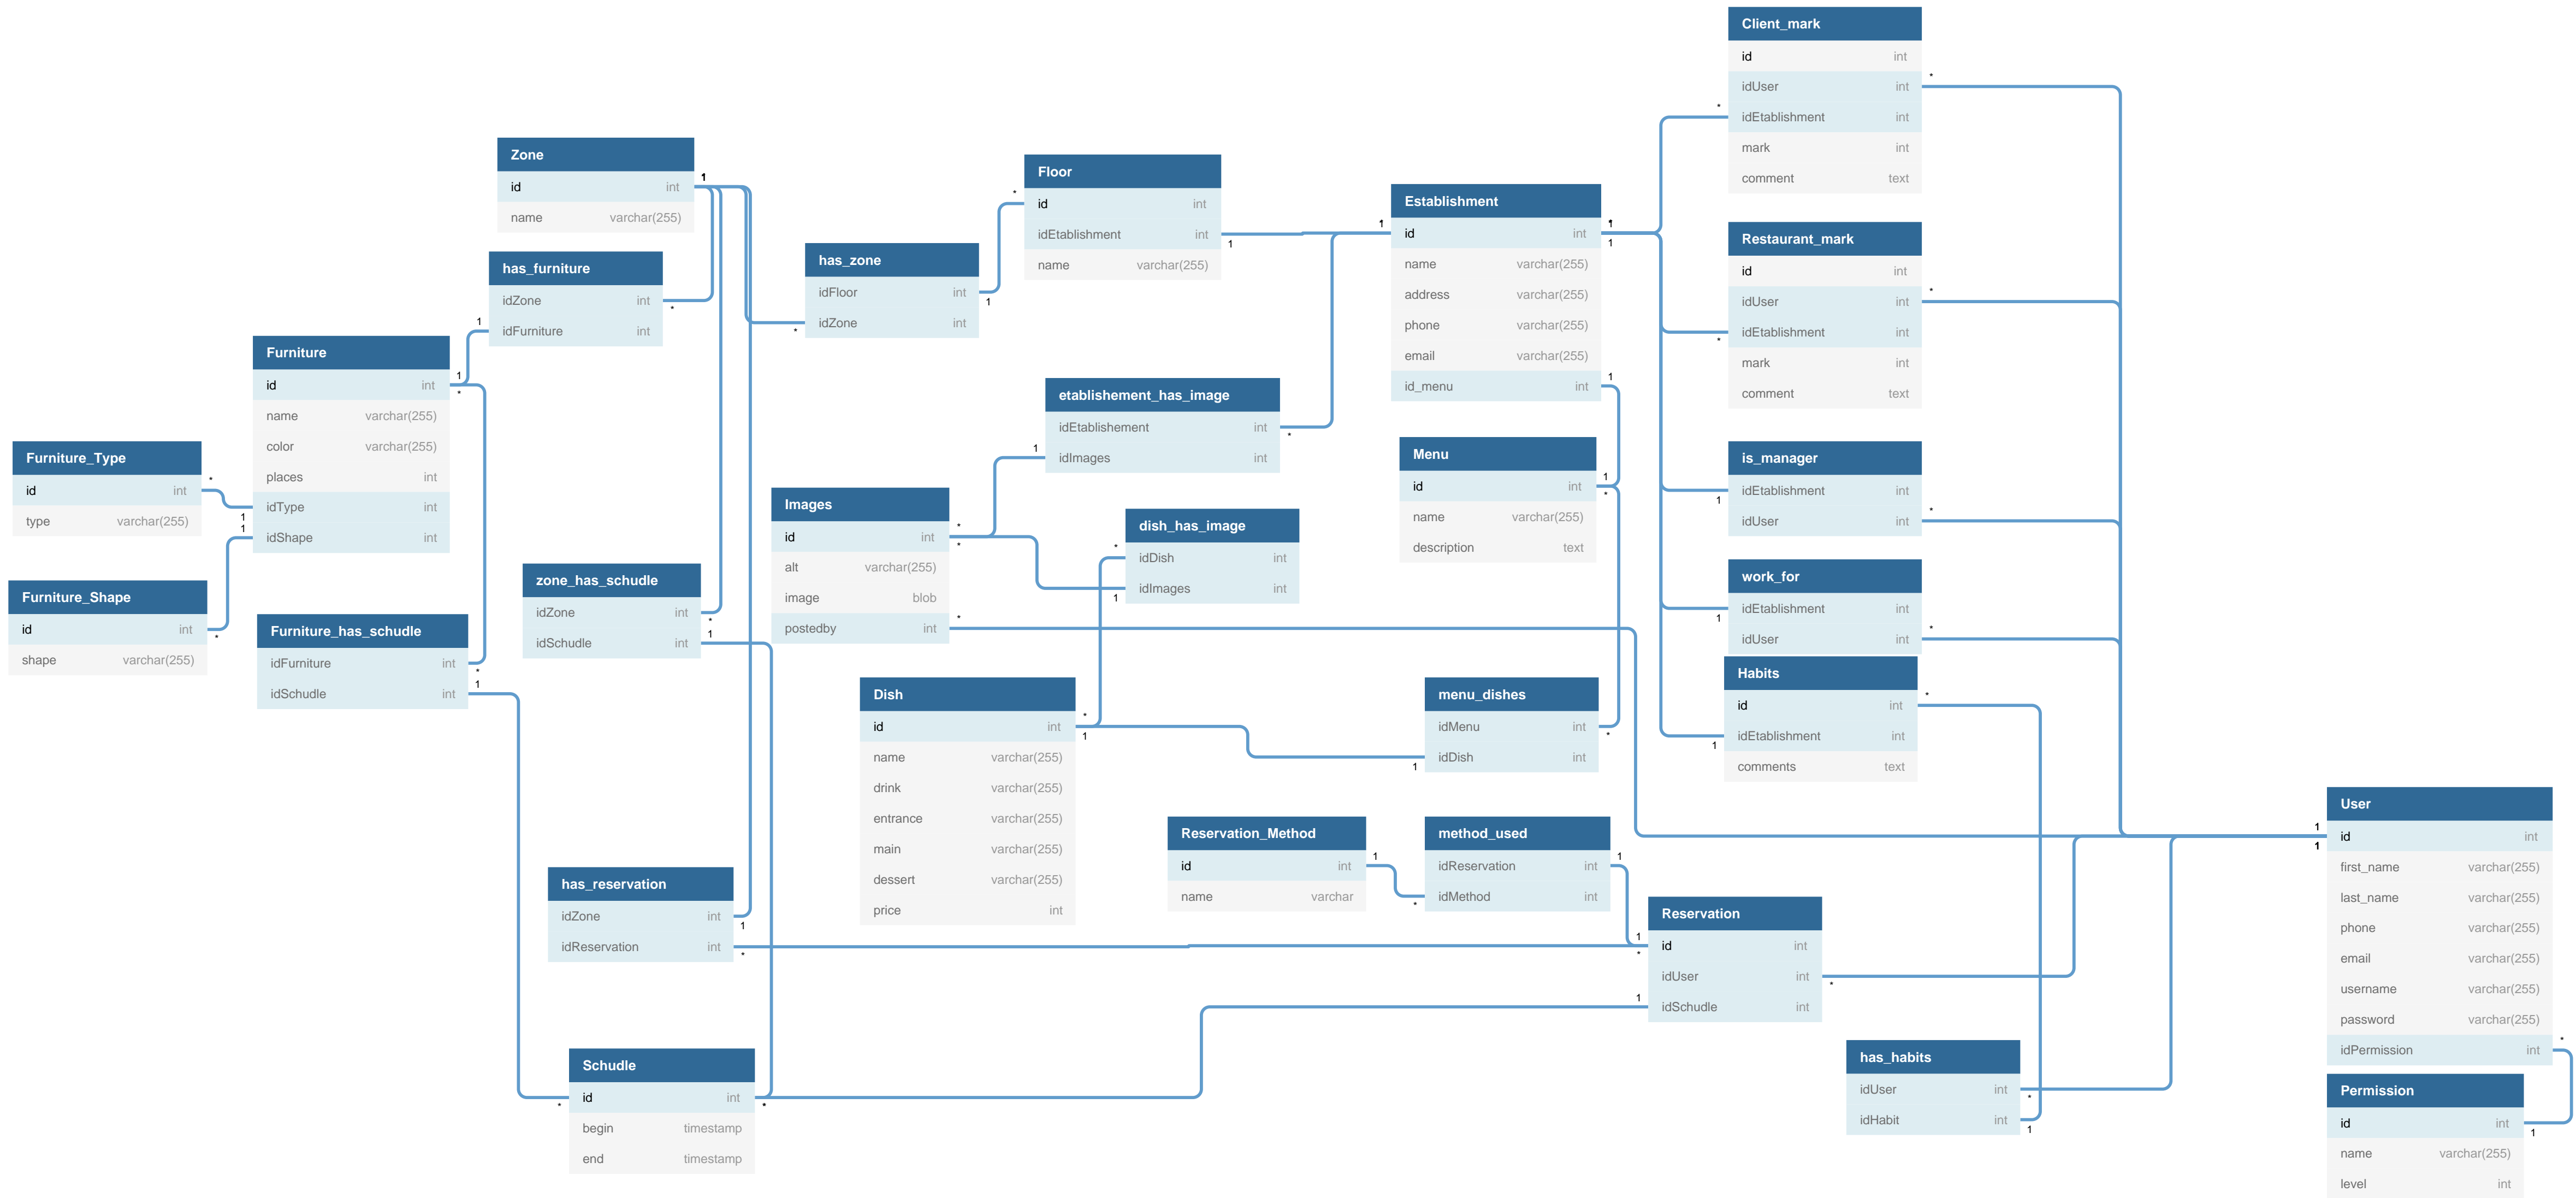 Client_mark
id int
idUser int
idEtablishment int
mark int
comment text
Zone
id int
name varchar(255)
Floor
id int
idEtablishment int
name varchar(255)
Establishment
id int
name varchar(255)
address varchar(255)
phone varchar(255)
email varchar(255)
id_menu int
Restaurant_mark
id int
idUser int
idEtablishment int
mark int
comment text
has_furniture
idZone int
idFurniture int
has_zone
idFloor int
idZone int
Furniture
id int
name varchar(255)
color varchar(255)
places int
idType int
idShape int
etablishement_has_image
idEtablishement int
idImages int
Menu
id int
name varchar(255)
description text
is_manager
idEtablishment int
idUser int
Furniture_Type
id int
type varchar(255)
Images
id int
alt varchar(255)
image blob
postedby int
dish_has_image
idDish int
idImages int
work_for
idEtablishment int
idUser int
Furniture_Shape
id int
shape varchar(255)
Furniture_has_schudle
idFurniture int
idSchudle int
zone_has_schudle
idZone int
idSchudle int
Habits
id int
idEtablishment int
comments text
Dish
id int
name varchar(255)
drink varchar(255)
entrance varchar(255)
main varchar(255)
dessert varchar(255)
price int
menu_dishes
idMenu int
idDish int
User
id int
first_name varchar(255)
last_name varchar(255)
phone varchar(255)
email varchar(255)
username varchar(255)
password varchar(255)
idPermission int
Reservation_Method
id int
name varchar
method_used
idReservation int
idMethod int
has_reservation
idZone int
idReservation int
Reservation
id int
idUser int
idSchudle int
Schudle
id int
begin timestamp
end timestamp
has_habits
idUser int
idHabit int
Permission
id int
name varchar(255)
level int